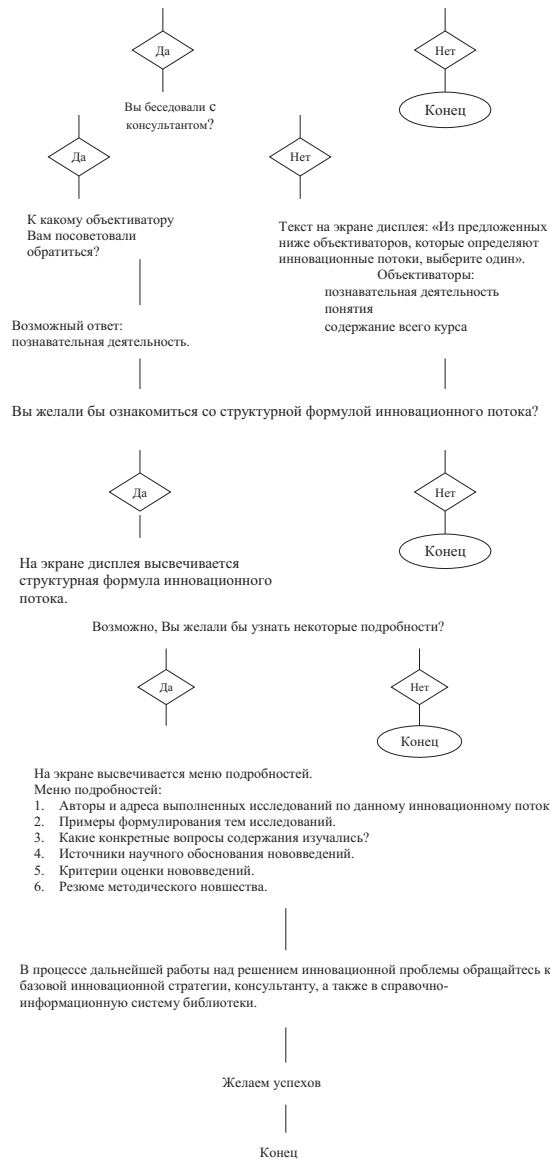 Да
Нет
Конец
Вы беседовали с
консультантом?
Да
Нет
К какому объективатору
Вам посоветовали
обратиться?
Текст на экране дисплея: «Из предложенных
ниже объективаторов, которые определяют
инновационные потоки, выберите один».
Объективаторы:
познавательная деятельность
понятия
содержание всего курса
Возможный ответ:
познавательная деятельность.
Вы желали бы ознакомиться со структурной формулой инновационного потока?
Да
Нет
Конец
На экране дисплея высвечивается
структурная формула инновационного
потока.
Возможно, Вы желали бы узнать некоторые подробности?
Да
Нет
Конец
На экране высвечивается меню подробностей.
Меню подробностей:
1. Авторы и адреса выполненных исследований по данному инновационному поток
2. Примеры формулирования тем исследований.
3. Какие конкретные вопросы содержания изучались?
4. Источники научного обоснования нововведений.
5. Критерии оценки нововведений.
6. Резюме методического новшества.
В процессе дальнейшей работы над решением инновационной проблемы обращайтесь к
базовой инновационной стратегии, консультанту, а также в справочно-
информационную систему библиотеки.
Желаем успехов
Конец